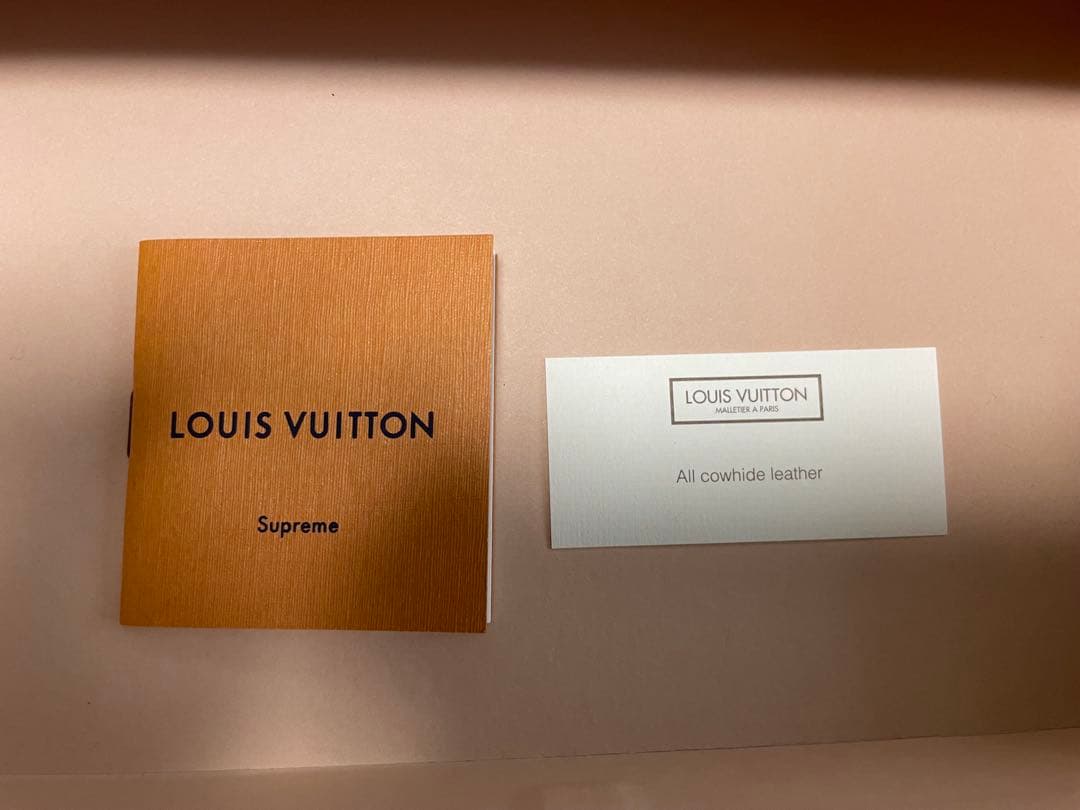 LOUIS VUITTON
Supreme
LOUIS VUITTON
MALLETIER A PARIS
All cowhide leather